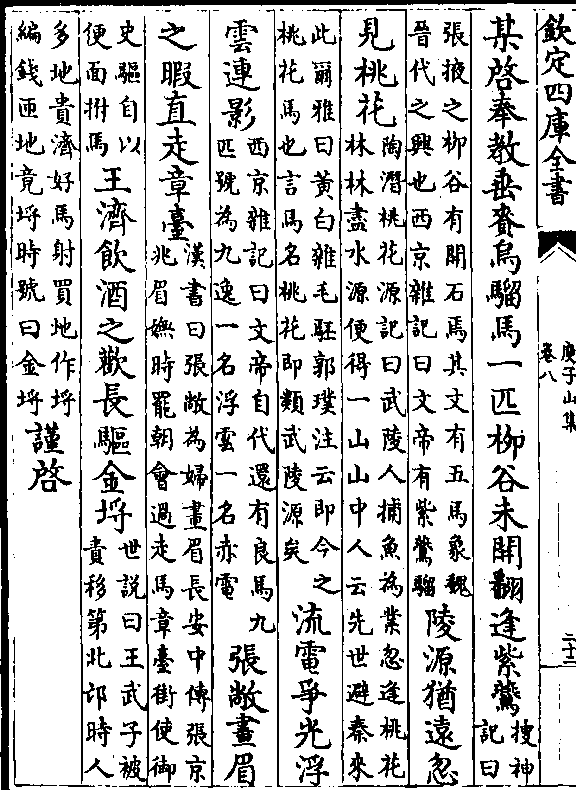 欽定四庫全書
庾子山集
卷八
二十二
某啓奉教垂賚烏騮馬一匹栁谷未開翻逢紫鷰搜神
記曰
張掖之栁谷有開石焉其文有五馬象魏
晉代之興也西京雜記曰文帝有紫鷰騮陵源猶遠忽
見桃花陶潛桃花源記曰武陵人捕魚為業忽逢桃花
林林盡水源便得一山山中人云先世避秦來
此爾雅曰黃白雜毛駓郭璞注云即今之
桃花馬也言馬名桃花即類武陵源矣流電爭光浮
雲連影西京雜記曰文帝自代還有良馬九
匹號為九逸一名浮雲一名赤電張敞畫眉
之暇直走章臺漢書曰張敞為婦畫眉長安中傳張京
兆眉嫵時罷朝會過走馬章臺街使御
史驅自以
便面拊馬王濟飲酒之歡長驅金埒世說曰王武子被
責移第北邙時人
多地貴濟好馬射買地作埒
編錢匝地竟埒時號曰金埒謹啓